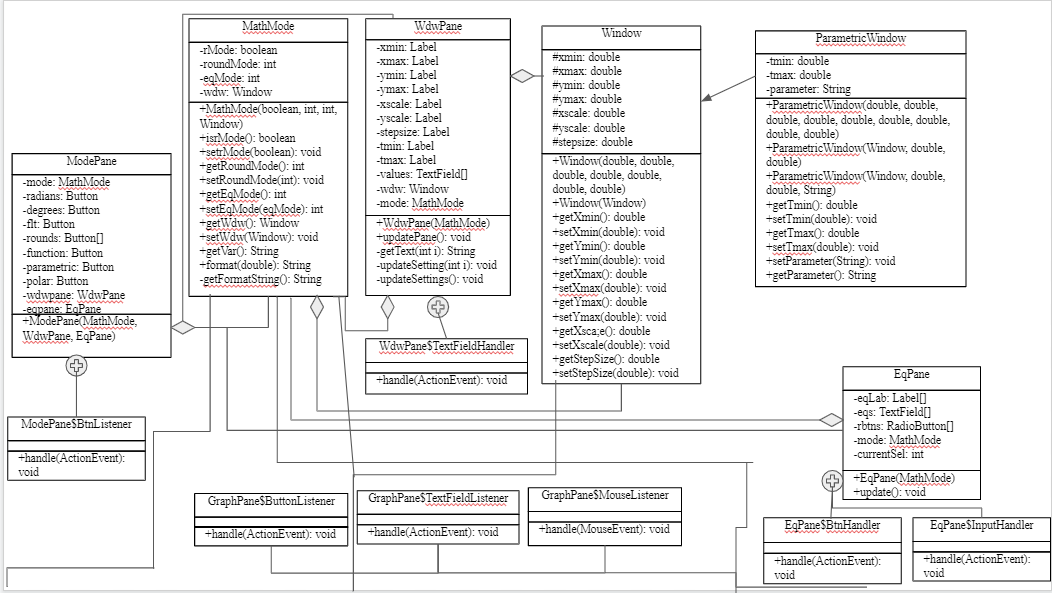 MathMode
-rMode: boolean
-roundMode: int
-eqMode: int
-wdw: Window
+MathMode(boolean, int, int,
Window)
+isrMode(): boolean
+setrMode(boolean): void
+getRoundMode(): int
+setRoundMode(int): void
+getEqMode(): int
+setEqMode(eqMode): int
+getWdw(): Window
+setWdw(Window): void
+getVar(): String
+format(double): String
-getFormatString(): String
WdwPane
-xmin: Label
-xmax: Label
-ymin: Label
-ymax: Label
-xscale: Label
-yscale: Label
-stepsize: Label
-tmin: Label
-tmax: Label
-values: TextField[]
-wdw: Window
-mode: MathMode
+WdwPane(MathMode)
+updatePane(): void
-getText(int i): String
-updateSetting(int i): void
-updateSettings(): void
Window
#xmin: double
#xmax: double
#ymin: double
#ymax: double
#xscale: double
#yscale: double
#stepsize: double
+Window(double, double,
double, double, double,
double, double)
+Window(Window)
+getXmin(): double
+setXmin(double): void
+getYmin(): double
+setYmin(double): void
+getXmax(): double
+setXmax(double): void
+getYmax(): double
+setYmax(double): void
+getXsca;e(): double
+setXscale(double): void
+getStepSize(): double
+setStepSize(double): void
ParametricWindow
-tmin: double
-tmax: double
-parameter: String
+ParametricWindow(double, double,
double, double, double, double, double,
double, double)
+ParametricWindow(Window, double,
double)
+ParametricWindow(Window, double,
double, String)
+getTmin(): double
+setTmin(double): void
+getTmax(): double
+setTmax(double): void
+setParameter(String): void
+getParameter(): String
ModePane
-mode: MathMode
-radians: Button
-degrees: Button
-flt: Button
-rounds: Button[]
-function: Button
-parametric: Button
-polar: Button
-wdwpane: WdwPane
-eqpane: EqPane
+ModePane(MathMode,
WdwPane, EqPane)
WdwPane$TextFieldHandler
+handle(ActionEvent): void
ModePane$BtnListener
+handle(ActionEvent):
void
EqPane
-eqLab: Label[]
-eqs: TextField[]
-rbtns: RadioButton[]
-mode: MathMode
-currentSel: int
+EqPane(MathMode)
+update(): void
GraphPane$ButtonListener
+handle(ActionEvent): void
GraphPane$TextFieldListener
+handle(ActionEvent): void
GraphPane$MouseListener
+handle(MouseEvent): void
EqPane$BtnHandler
+handle(ActionEvent):
void
EqPane$InputHandler
+handle(ActionEvent):
void